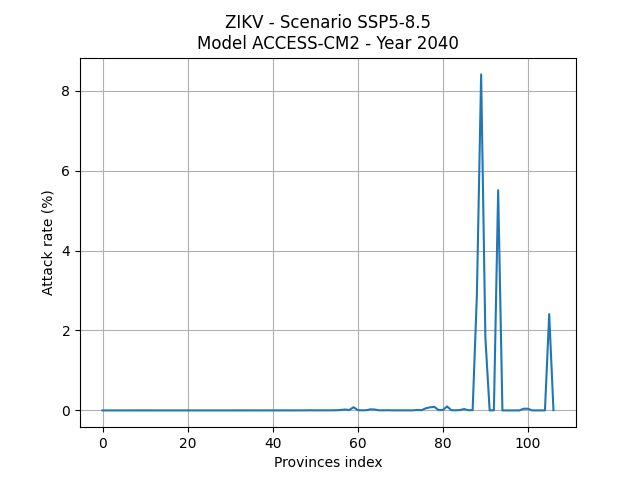 ZIKV - Scenario SSP5-8.5
Model ACCESS-CM2 - Year 2040
8
6
4
2
0
Attack rate (%)
0 20 40 60 80 100
Provinces index